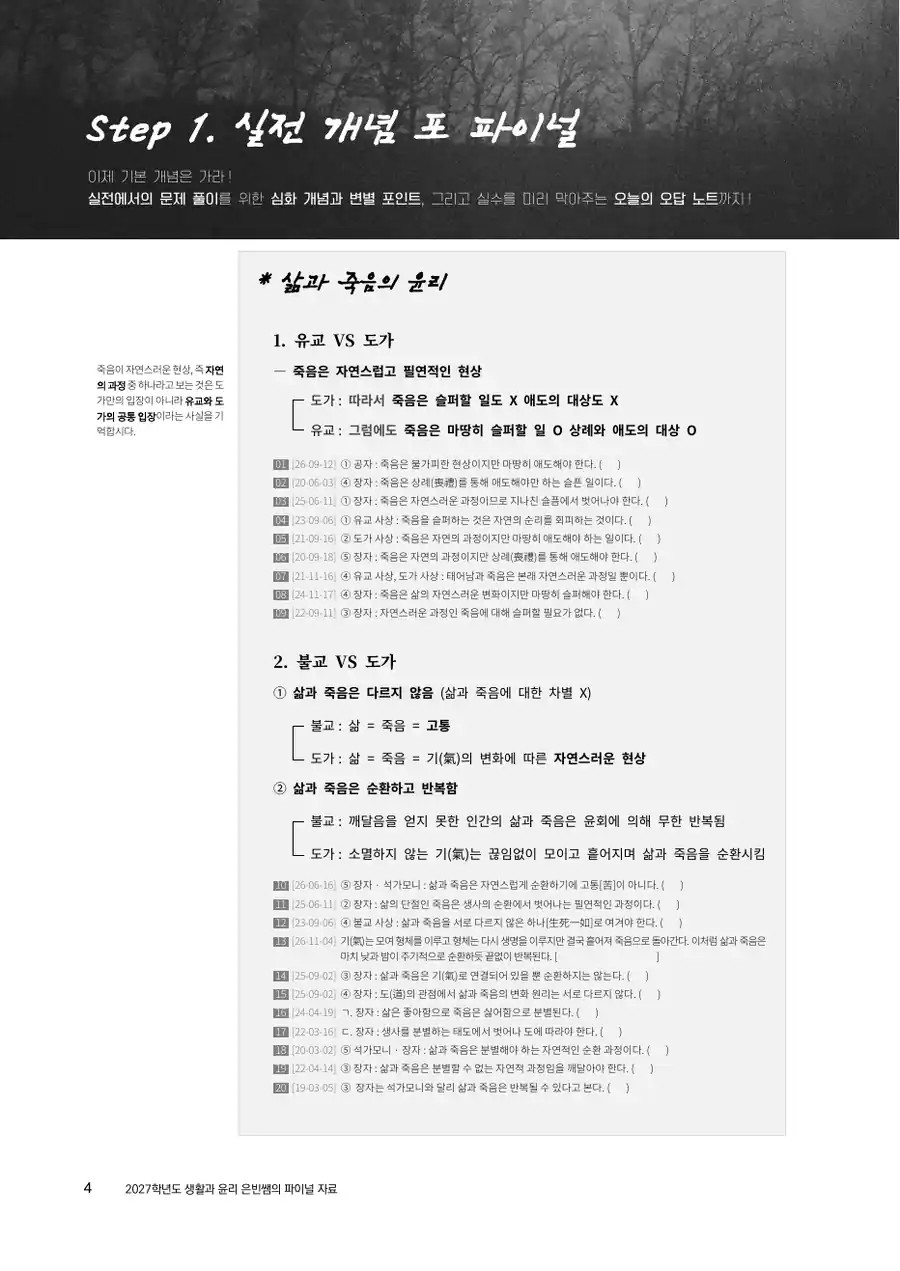 Step 1. 실전 개념 포 파이널
이제 기본 개념은 가라!
실전에서의 문제 풀이를 위한 심화 개념과 변별 포인트, 그리고 실수를 미리 막아주는 오늘의 오답 노트까지!
* 삶과 죽음의 윤리
1. 유교 VS 도가
죽음이 자연스러운 현상, 즉 자연
의 과정 중 하나라고 보는 것은 도
가만의 입장이 아니라 유교와 도
가의 공통 입장이라는 사실을 기
억합시다.
― 죽음은 자연스럽고 필연적인 현상
도가 : 따라서 죽음은 슬퍼할 일도 X 애도의 대상도 X
유교 : 그럼에도 죽음은 마땅히 슬퍼할 일 O 상례와 애도의 대상 O
01 [26-09-12] ① 공자 : 죽음은 불가피한 현상이지만 마땅히 애도해야 한다. ( )
02 [20-06-03] ④ 장자 : 죽음은 상례(喪禮)를 통해 애도해야만 하는 슬픈 일이다. ( )
03 [25-06-11] ① 장자 : 죽음은 자연스러운 과정이므로 지나친 슬픔에서 벗어나야 한다. ( )
04 [23-09-06] ① 유교 사상 : 죽음을 슬퍼하는 것은 자연의 순리를 회피하는 것이다. ( )
05 [21-09-16] ② 도가 사상 : 죽음은 자연의 과정이지만 마땅히 애도해야 하는 일이다. ( )
06 [20-09-18] ⑤ 장자 : 죽음은 자연의 과정이지만 상례(喪禮)를 통해 애도해야 한다. ( )
07 [21-11-16] ④ 유교 사상, 도가 사상 : 태어남과 죽음은 본래 자연스러운 과정일 뿐이다. ( )
08 [24-11-17] ④ 장자 : 죽음은 삶의 자연스러운 변화이지만 마땅히 슬퍼해야 한다. ( )
09 [22-09-11] ③ 장자 : 자연스러운 과정인 죽음에 대해 슬퍼할 필요가 없다. ( )
2. 불교 VS 도가
① 삶과 죽음은 다르지 않음 (삶과 죽음에 대한 차별 X)
불교 : 삶 = 죽음 = 고통
도가 : 삶 = 죽음 = 기(氣)의 변화에 따른 자연스러운 현상
② 삶과 죽음은 순환하고 반복함
불교 : 깨달음을 얻지 못한 인간의 삶과 죽음은 윤회에 의해 무한 반복됨
도가 : 소멸하지 않는 기(氣)는 끊임없이 모이고 흩어지며 삶과 죽음을 순환시킴
10 [26-06-16] ⑤ 장자 · 석가모니 : 삶과 죽음은 자연스럽게 순환하기에 고통[苦]이 아니다. ( )
11 [25-06-11] ② 장자 : 삶의 단절인 죽음은 생사의 순환에서 벗어나는 필연적인 과정이다. ( )
12 [23-09-06] ④ 불교 사상 : 삶과 죽음을 서로 다르지 않은 하나[生死一如]로 여겨야 한다. ( )
13 [26-11-04] 기(氣)는 모여 형체를 이루고 형체는 다시 생명을 이루지만 결국 흩어져 죽음으로 돌아간다. 이처럼 삶과 죽음은
마치 낮과 밤이 주기적으로 순환하듯 끝없이 반복된다. [ ]
14 [25-09-02] ③ 장자 : 삶과 죽음은 기(氣)로 연결되어 있을 뿐 순환하지는 않는다. ( )
15 [25-09-02] ④ 장자 : 도(道)의 관점에서 삶과 죽음의 변화 원리는 서로 다르지 않다. ( )
16 [24-04-19] ㄱ. 장자 : 삶은 좋아함으로 죽음은 싫어함으로 분별된다. ( )
17 [22-03-16] ㄷ. 장자 : 생사를 분별하는 태도에서 벗어나 도에 따라야 한다. ( )
18 [20-03-02] ⑤ 석가모니 · 장자 : 삶과 죽음은 분별해야 하는 자연적인 순환 과정이다. ( )
19 [22-04-14] ③ 장자 : 삶과 죽음은 분별할 수 없는 자연적 과정임을 깨달아야 한다. ( )
20 [19-03-05] ③ 장자는 석가모니와 달리 삶과 죽음은 반복될 수 있다고 본다. ( )
4 2027학년도 생활과 윤리 은빈쌤의 파이널 자료